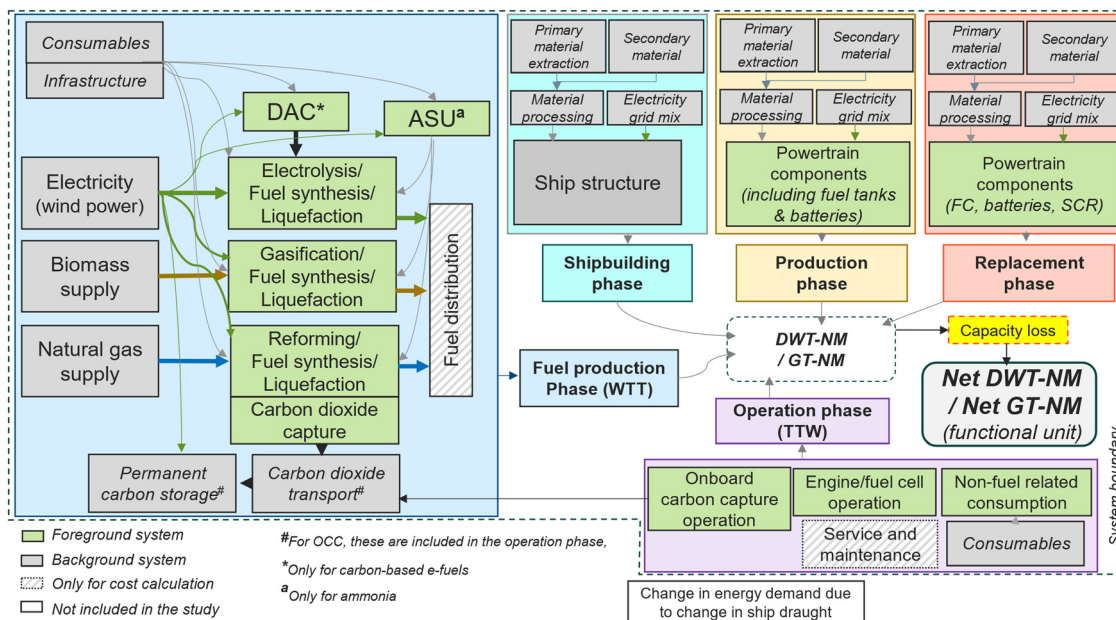 Consumables
Infrastructure
DAC*
ASUa
Electricity
(wind power)
Electrolysis/
Fuel synthesis/
Liquefaction
Biomass
supply
Gasification/
Fuel synthesis/
Liquefaction
Natural gas
supply
Reforming/
Fuel synthesis/
Liquefaction
Carbon dioxide
capture
Fuel distribution
Permanent
carbon storage#
Carbon dioxide
transport#
Primary
material
extraction
Secondary
material
Material
processing
Electricity
grid mix
Ship structure
Shipbuilding
phase
Primary
material
extraction
Secondary
material
Material
processing
Electricity
grid mix
Powertrain
components
(including fuel tanks
& batteries)
Production
phase
Primary
material
extraction
Secondary
material
Material
processing
Electricity
grid mix
Powertrain
components
(FC, batteries, SCR)
Replacement
phase
Fuel production
Phase (WTT)
DWT-NM
/ GT-NM
Capacity loss
Net DWT-NM
/ Net GT-NM
(functional unit)
Operation phase
(TTW)
Onboard
carbon capture
operation
Engine/fuel cell
operation
Service and
maintenance
Non-fuel related
consumption
Consumables
System boundary
Foreground system
Background system
Only for cost calculation
Not included in the study
#For OCC, these are included in the operation phase,
*Only for carbon-based e-fuels
aOnly for ammonia
Change in energy demand due
to change in ship draught